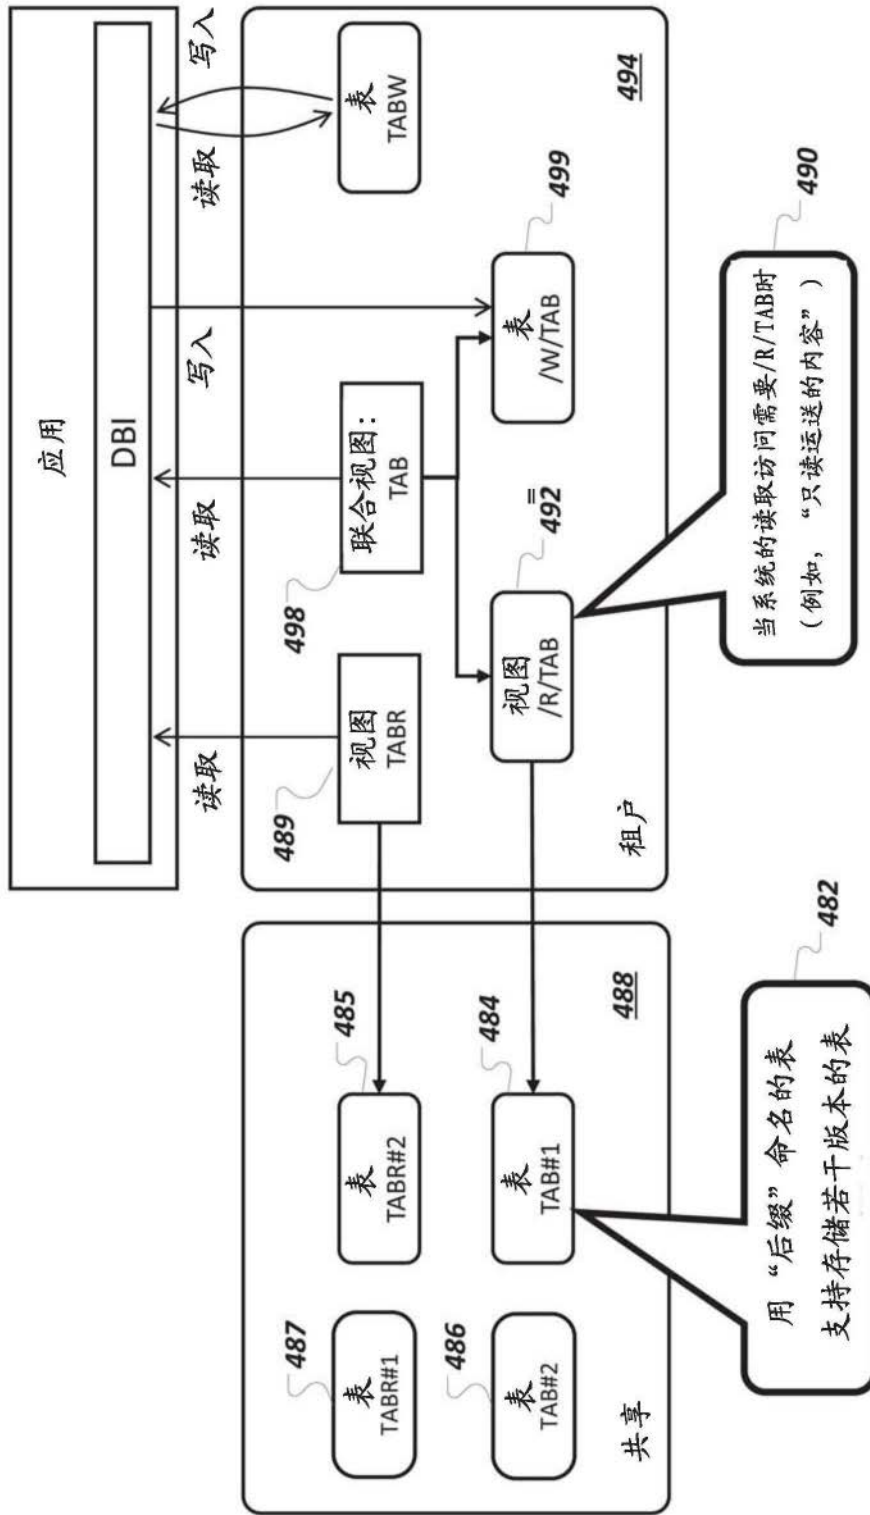 应用
DBI
读取
读取
写入
读取
写入
489
视图
TABR
498
联合视图:
TAB
表
TABW
492
=
视图
/R/TAB
499
表
/W/TAB
租户
494
487
表
TABR#1
485
表
TABR#2
486
表
TAB#2
484
表
TAB#1
共享
488
482
用“后缀”命名的表
支持存储若干版本的表
490
当系统的读取访问需要/R/TAB时
(例如, “只读运送的内容”)